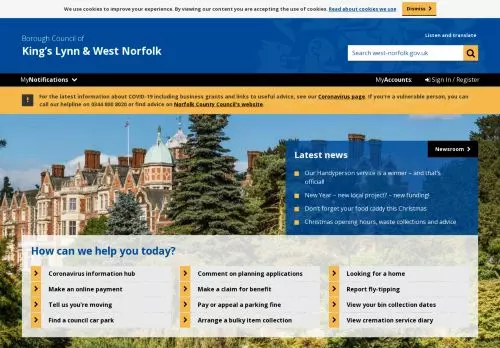 We use cookies to improve your experience. By viewing our content you are accepting the use of cookies. Read about cookies we use
Dismiss
Borough Council of
King's Lynn & West Norfolk
Listen and translate
Search west-norfolk.gov.uk
MyNotifications
MyAccounts:
Sign In / Register
For the latest information about COVID-19 including business grants and links to useful advice, see our Coronavirus page. If you're a vulnerable person, you can
call our helpline on 0344 800 8020 or find advice on Norfolk County Council's website.
Latest news
Newsroom
Our Handyperson service is a winner – and that's
official!
New Year – new local project? – new funding!
Don't forget your food caddy this Christmas
Christmas opening hours, waste collections and advice
How can we help you today?
Coronavirus information hub
Comment on planning applications
Looking for a home
Make an online payment
Make a claim for benefit
Report fly-tipping
Tell us you're moving
Pay or appeal a parking fine
View your bin collection dates
Find a council car park
Arrange a bulky item collection
View cremation service diary